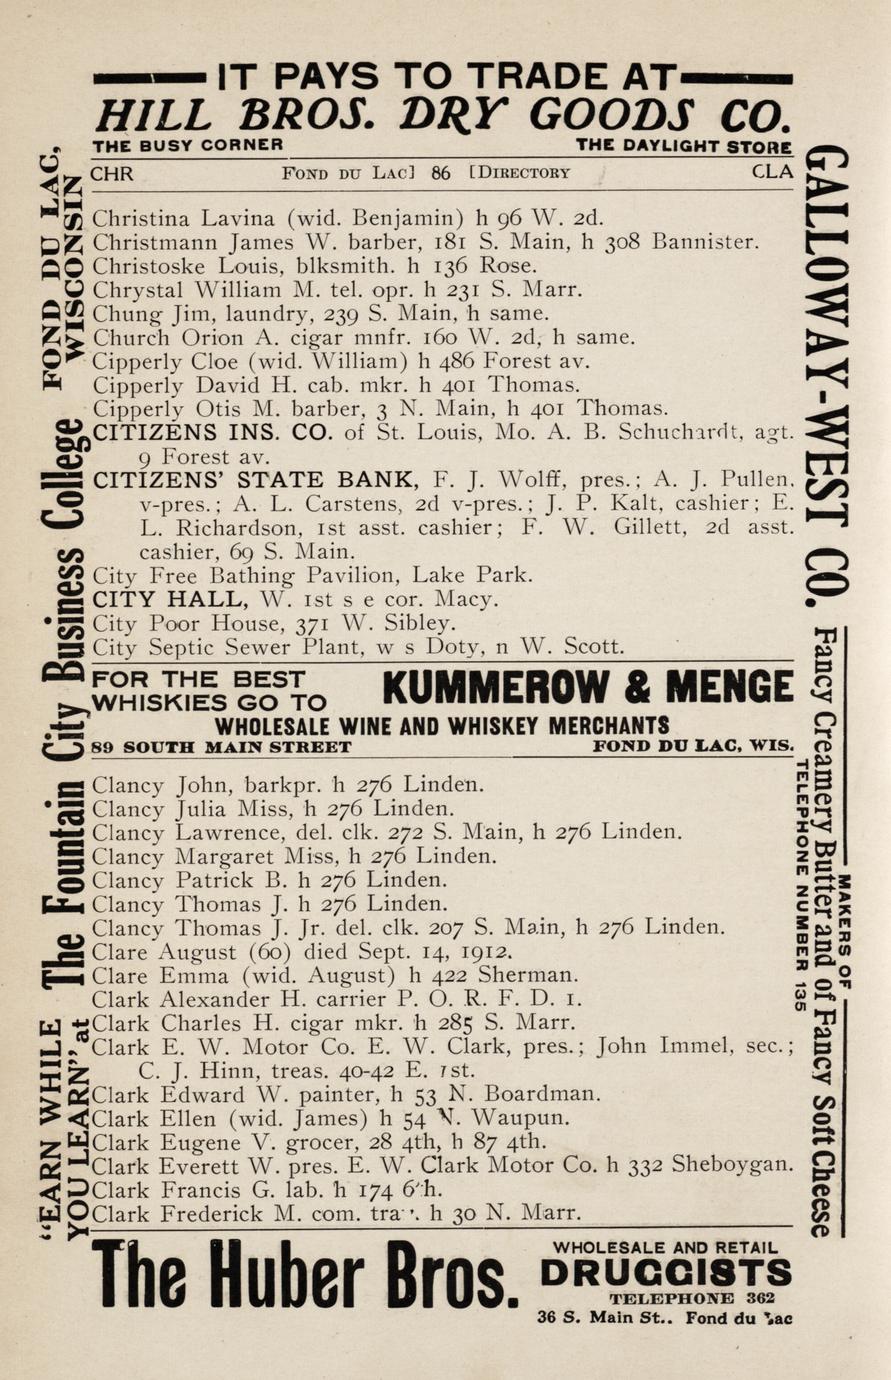 IT PAYS TO TRADE AT
HILL BROS. DRY GOODS CO.
THE BUSY CORNER THE DAYLIGHT STORE
CHR FOND DU LAC] 86 [DIRECTORY CLA
Christina Lavina (wid. Benjamin) h 96 W. 2d.
Christmann James W. barber, 181 S. Main, h 308 Bannister.
Christoske Louis, blksmith. h 136 Rose.
Chrystal William M. tel. opr. h 231 S. Marr.
Chung Jim, laundry, 239 S. Main, h same.
Church Orion A. cigar mnfr. 160 W. 2d, h same.
Cipperly Cloe (wid. William) h 486 Forest av.
Cipperly David H. cab. mkr. h 401 Thomas.
Cipperly Otis M. barber, 3 N. Main, h 401 Thomas.
CITIZENS INS. CO. of St. Louis, Mo. A. B. Schuchardt, agt.
9 Forest av.
CITIZENS' STATE BANK, F. J. Wolff, pres.; A. J. Pullen,
v-pres.; A. L. Carstens, 2d v-pres.; J. P. Kalt, cashier; E.
L. Richardson, 1st asst. cashier; F. W. Gillett, 2d asst.
cashier, 69 S. Main.
City Free Bathing Pavilion, Lake Park.
CITY HALL, W. 1st s e cor. Macy.
City Poor House, 371 W. Sibley.
City Septic Sewer Plant, w s Doty, n W. Scott.
FOR THE BEST
WHISKIES GO TO
KUMMEROW & MENGE
WHOLESALE WINE AND WHISKEY MERCHANTS
89 SOUTH MAIN STREET FOND DU LAC, WIS.
Clancy John, barkpr. h 276 Linden.
Clancy Julia Miss, h 276 Linden.
Clancy Lawrence, del. clk. 272 S. Main, h 276 Linden.
Clancy Margaret Miss, h 276 Linden.
Clancy Patrick B. h 276 Linden.
Clancy Thomas J. h 276 Linden.
Clancy Thomas J. Jr. del. clk. 207 S. Main, h 276 Linden.
Clare August (60) died Sept. 14, 1912.
Clare Emma (wid. August) h 422 Sherman.
Clark Alexander H. carrier P. O. R. F. D. 1.
Clark Charles H. cigar mkr. h 285 S. Marr.
Clark E. W. Motor Co. E. W. Clark, pres.; John Immel, sec.;
C. J. Hinn, treas. 40-42 E. 1st.
Clark Edward W. painter, h 53 N. Boardman.
Clark Ellen (wid. James) h 54 N. Waupun.
Clark Eugene V. grocer, 28 4th, h 87 4th.
Clark Everett W. pres. E. W. Clark Motor Co. h 332 Sheboygan.
Clark Francis G. lab. h 174 6th.
Clark Frederick M. com. h 30 N. Marr.
The Huber Bros.
WHOLESALE AND RETAIL
DRUGGISTS
TELEPHONE 362
36 S. Main St.. Fond du Lac
"EARN WHILE
YOU LEARN" at
The Fountain City Business College
FOND DU LAC,
WISCONSIN
GALLOWAY-WEST CO.
MAKERS OF
Fancy Creamery Butter and of Fancy Soft Cheese
TELEPHONE NUMBER 135